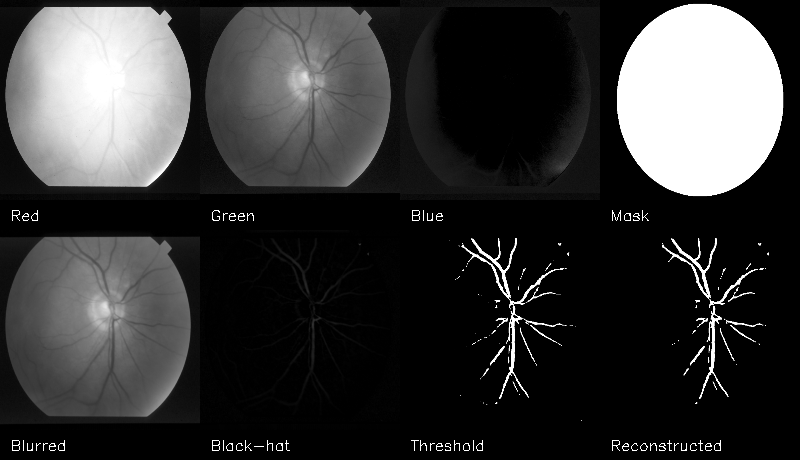 Red
Green
Blue
Mask
Blurred
Black-hat
Threshold
Reconstructed